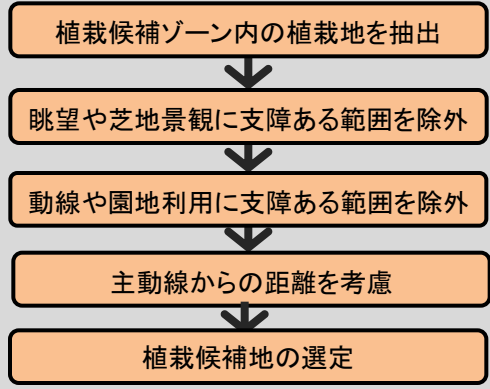 植栽候補ゾーン内の植栽地を抽出
眺望や芝地景観に支障ある範囲を除外
動線や園地利用に支障ある範囲を除外
主動線からの距離を考慮
植栽候補地の選定